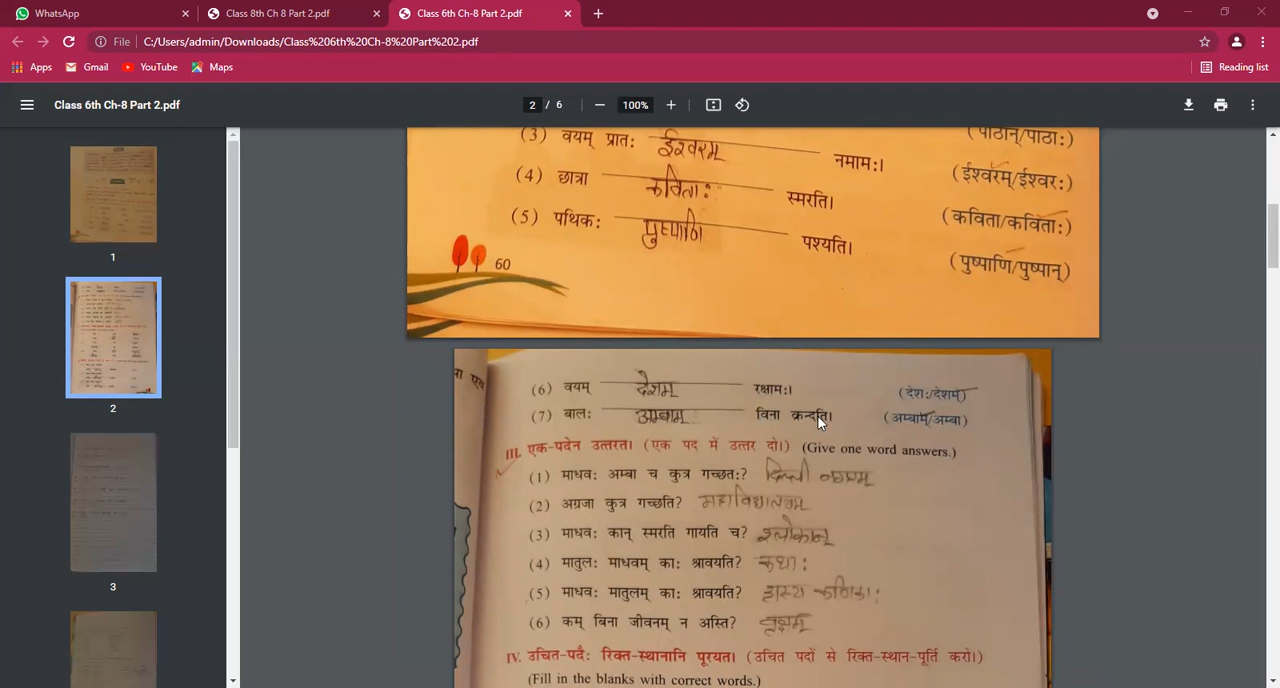 WhatsApp
Class 8th Ch 8 Part 2.pdf
Class 6th Ch-8 Part 2.pdf
File
C:/Users/admin/Downloads/Class%206th%20Ch-8%20Part%202.pdf
Apps Gmail YouTube Maps Reading list
Class 6th Ch-8 Part 2.pdf
2 / 6
100%
1
2
3
(पाठान्/पाठाः)
(3) वयम् प्रातः ईश्वरम् नमामः। (ईश्वरम्/ईश्वरः)
(4) छात्रा कविताः स्मरति। (कविता/कविताः)
(5) पथिकः पुष्पाणि पश्यति। (पुष्पाणि/पुष्पान्)
60
(6) वयम् देशम् रक्षामः। (देशः/देशम्)
(7) बालः अम्बाम् विना क्रन्दति। (अम्बाम्/अम्बा)
III. एक-पदेन उत्तरत। (एक पद में उत्तर दो।) (Give one word answers.)
(1) माधवः अम्बा च कुत्र गच्छतः? दिल्ली नगरम्
(2) अग्रजा कुत्र गच्छति? महाविद्यालयम्
(3) माधवः कान् स्मरति गायति च? श्लोकान्
(4) मातुलः माधवम् काः श्रावयति? कथाः
(5) माधवः मातुलम् काः श्रावयति? हास्य कणिकाः
(6) कम् बिना जीवनम् न अस्ति? वृक्षम्
IV. उचित-पदैः रिक्त-स्थानानि पूरयत। (उचित पदों से रिक्त-स्थान-पूर्ति करो।)
(Fill in the blanks with correct words.)